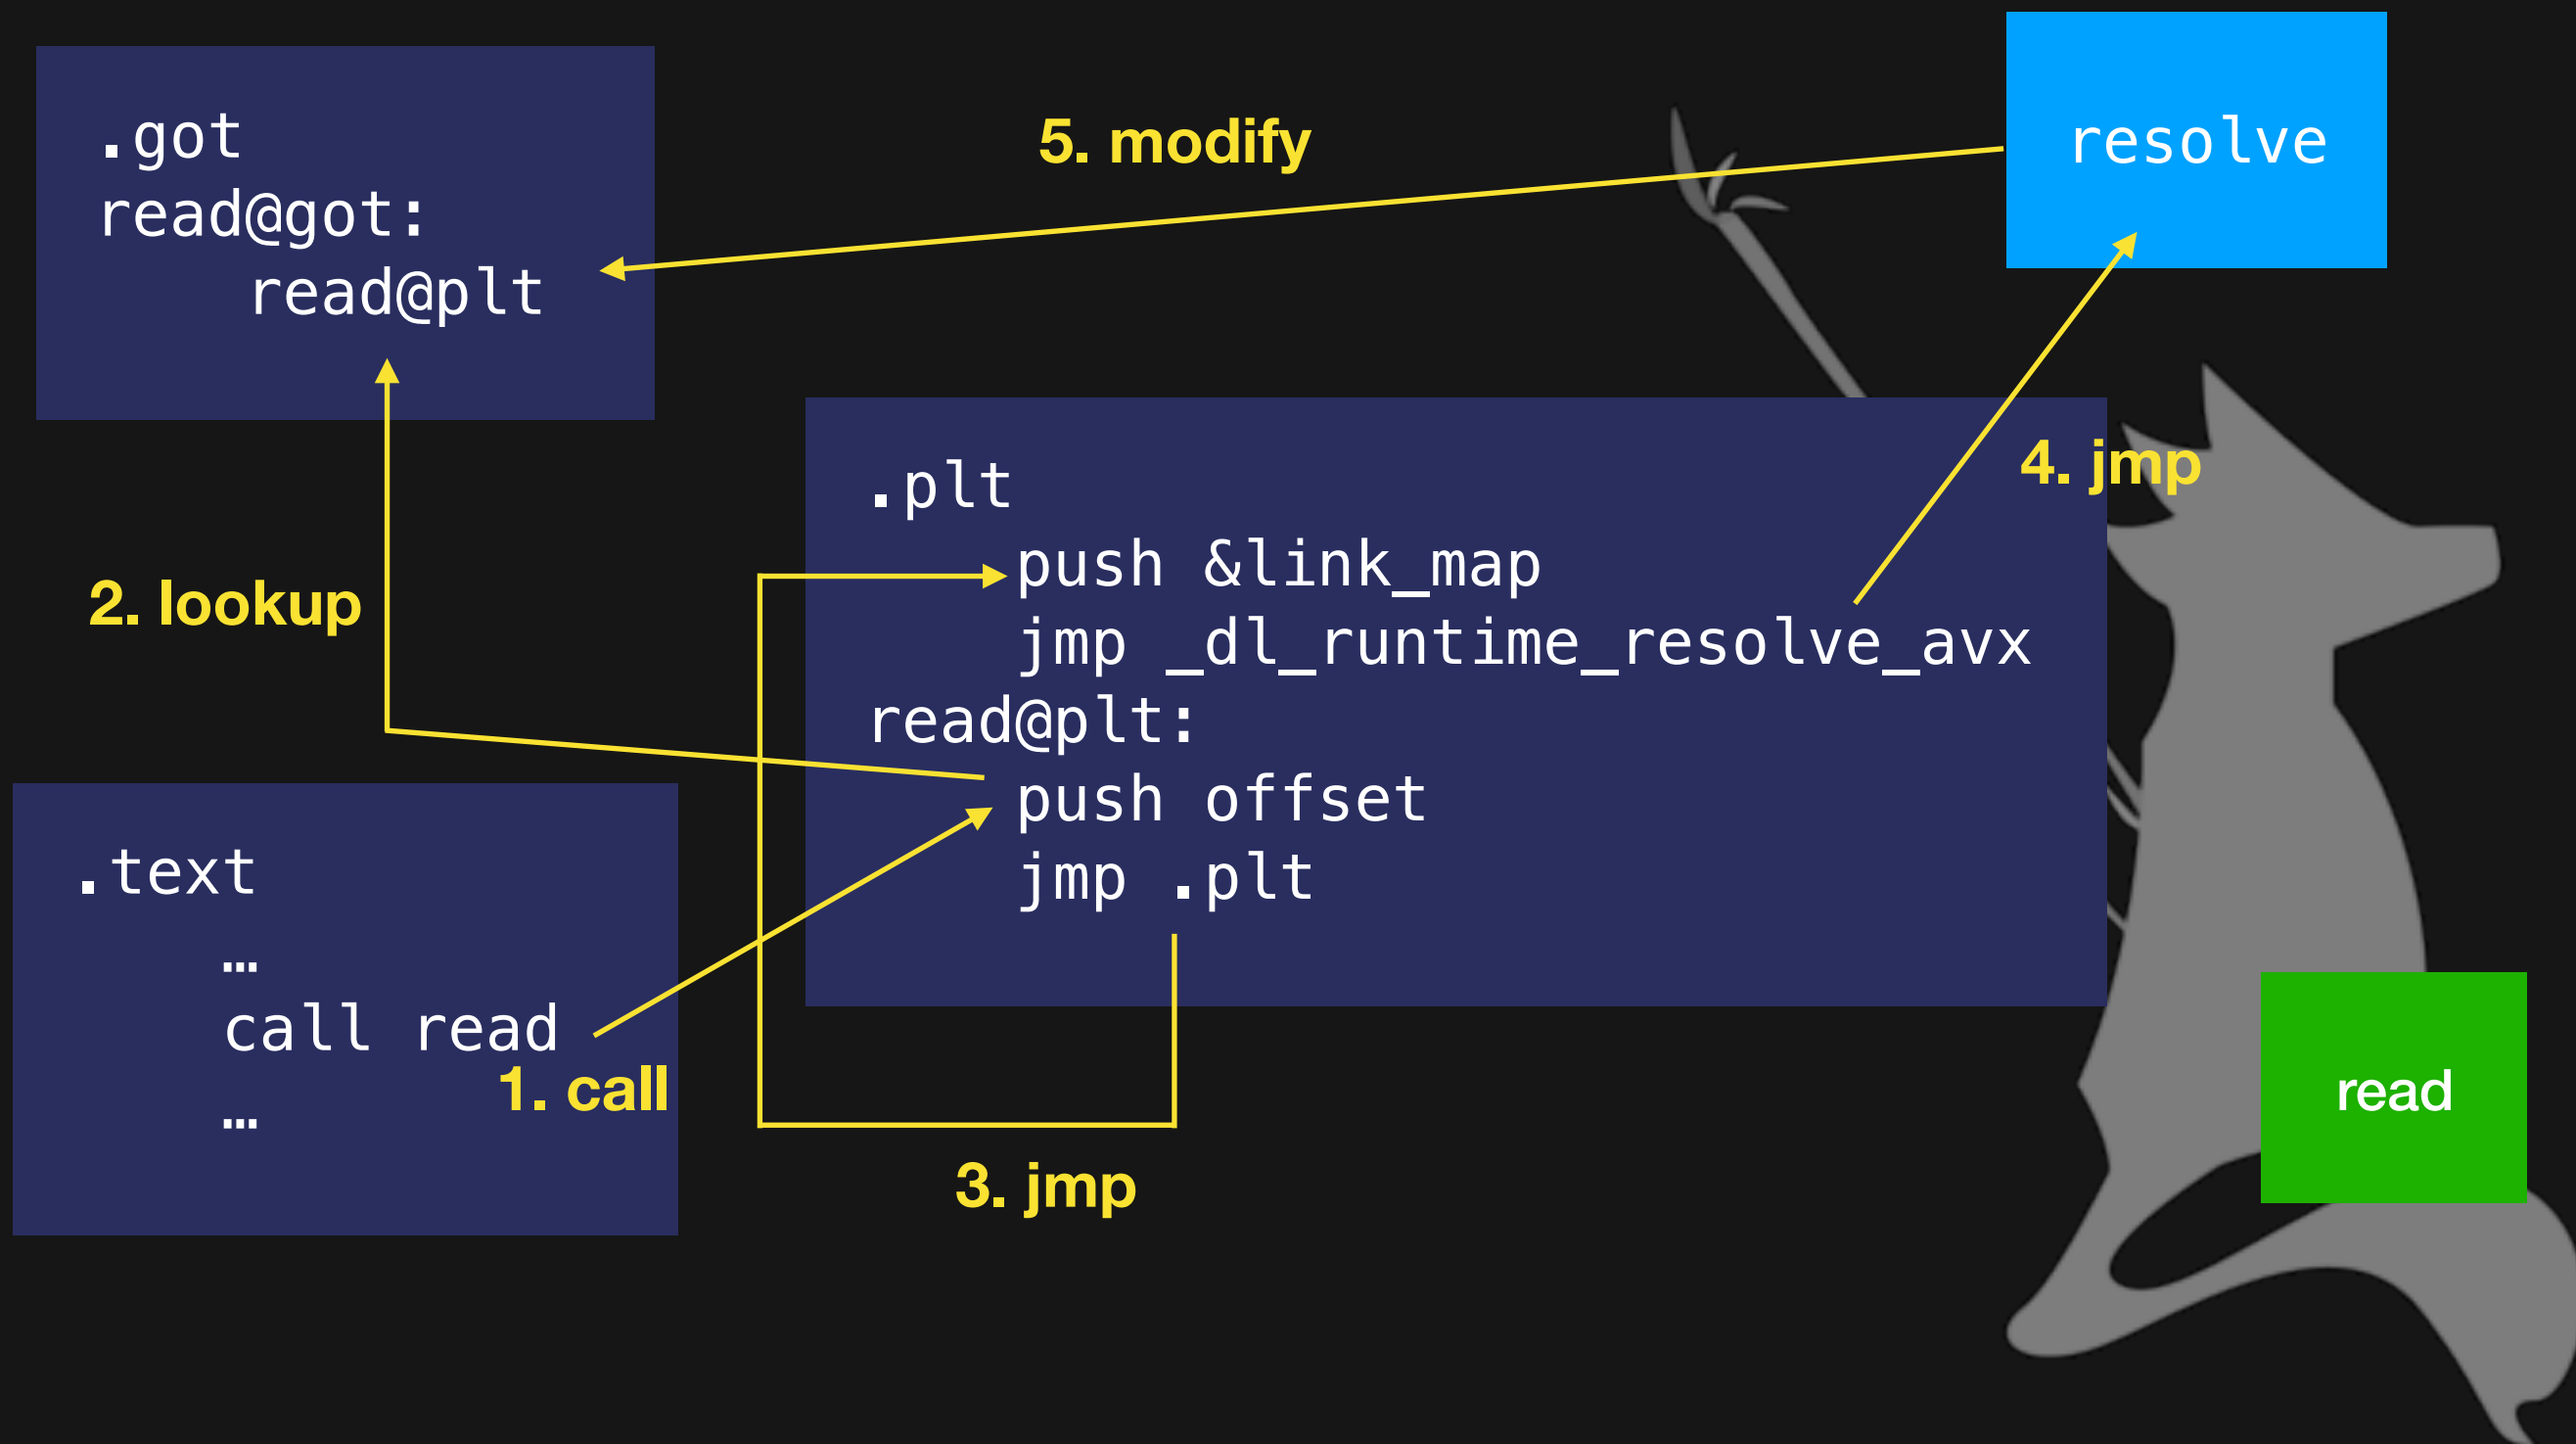 .got
read@got:
read@plt
5. modify
resolve
.plt
push &link_map
jmp _dl_runtime_resolve_avx
read@plt:
push offset
jmp .plt
4. jmp
2. lookup
.text
…
call read
…
1. call
3. jmp
read